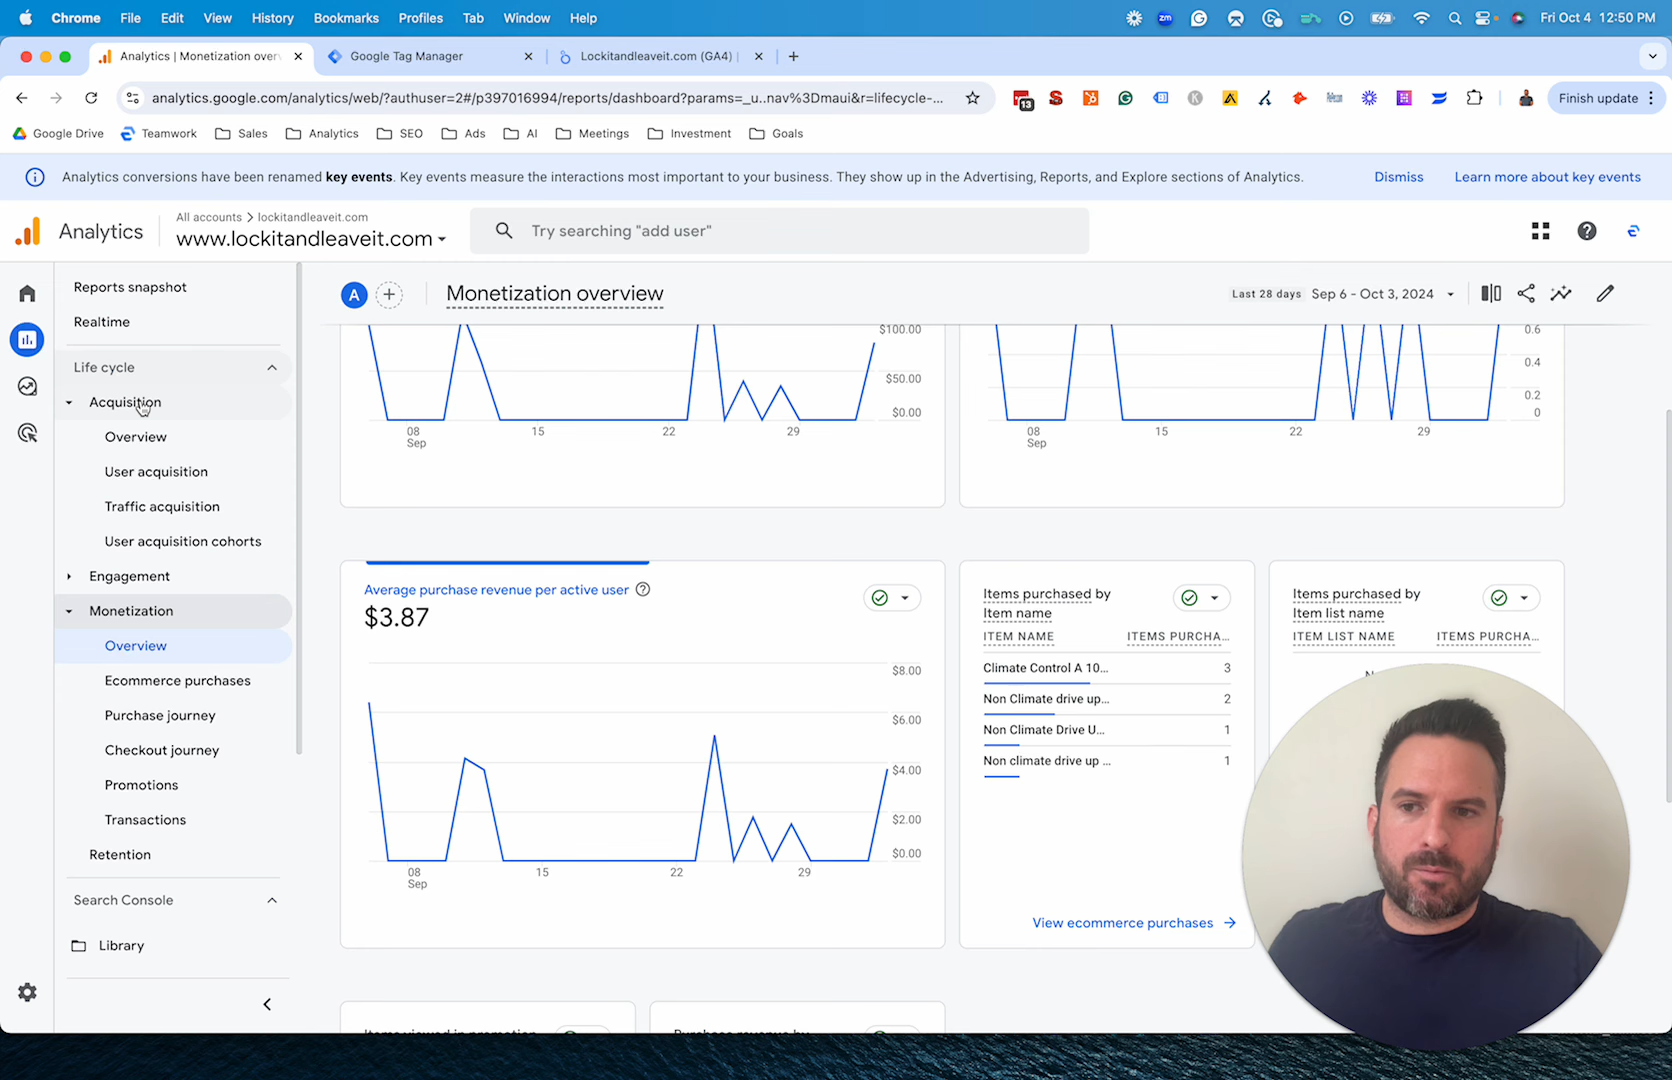 Chrome File Edit View History Bookmarks Profiles Tab Window Help
zm
Fri Oct 4 12:50 PM
Analytics | Monetization over
Google Tag Manager
Lockitandleaveit.com (GA4) |
analytics.google.com/analytics/web/?authuser=2#/p397016994/reports/dashboard?params=_u..nav%3Dmaui&r=lifecycle-...
13
Finish update
Google Drive Teamwork Sales Analytics SEO Ads AI Meetings Investment Goals
Analytics conversions have been renamed key events. Key events measure the interactions most important to your business. They show up in the Advertising, Reports, and Explore sections of Analytics.
Dismiss
Learn more about key events
Analytics
All accounts > lockitandleaveit.com
www.lockitandleaveit.com
Try searching "add user"
Reports snapshot
Realtime
Life cycle
Acquisition
Overview
User acquisition
Traffic acquisition
User acquisition cohorts
Engagement
Monetization
Overview
Ecommerce purchases
Purchase journey
Checkout journey
Promotions
Transactions
Retention
Search Console
Library
A
Monetization overview
Last 28 days Sep 6 - Oct 3, 2024
$100.00
$50.00
$0.00
08 15 22 29
Sep
0.6
0.4
0.2
0
08 15 22 29
Sep
Average purchase revenue per active user
$3.87
$8.00
$6.00
$4.00
$2.00
$0.00
08 15 22 29
Sep
Items purchased by
Item name
ITEM NAME ITEMS PURCHA...
Climate Control A 10... 3
Non Climate drive up... 2
Non Climate Drive U... 1
Non climate drive up ... 1
View ecommerce purchases
Items purchased by
Item list name
ITEM LIST NAME ITEMS PURCHA...
Items viewed in promotion
Purchase revenue by